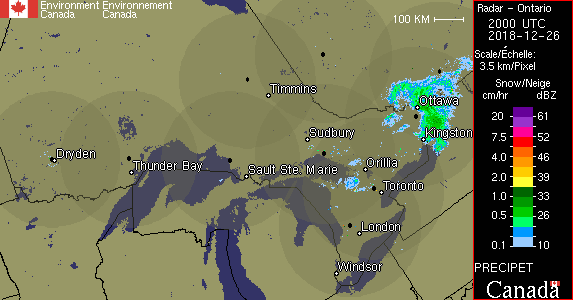 Environment Environnement
Canada Canada
100 KM
Timmins
Ottawa
Sudbury
Kingston
Dryden
Thunder Bay
Sault Ste. Marie
Orillia
Toronto
London
Windsor
Radar - Ontario
2000 UTC
2018-12-26
Scale/Échelle:
3.5 km/Pixel
Snow/Neige
cm/hr dBZ
20 61
7.5 52
4.0 46
2.0 39
1.0 33
0.5 26
0.2 20
0.1 10
PRECIPET
Canada